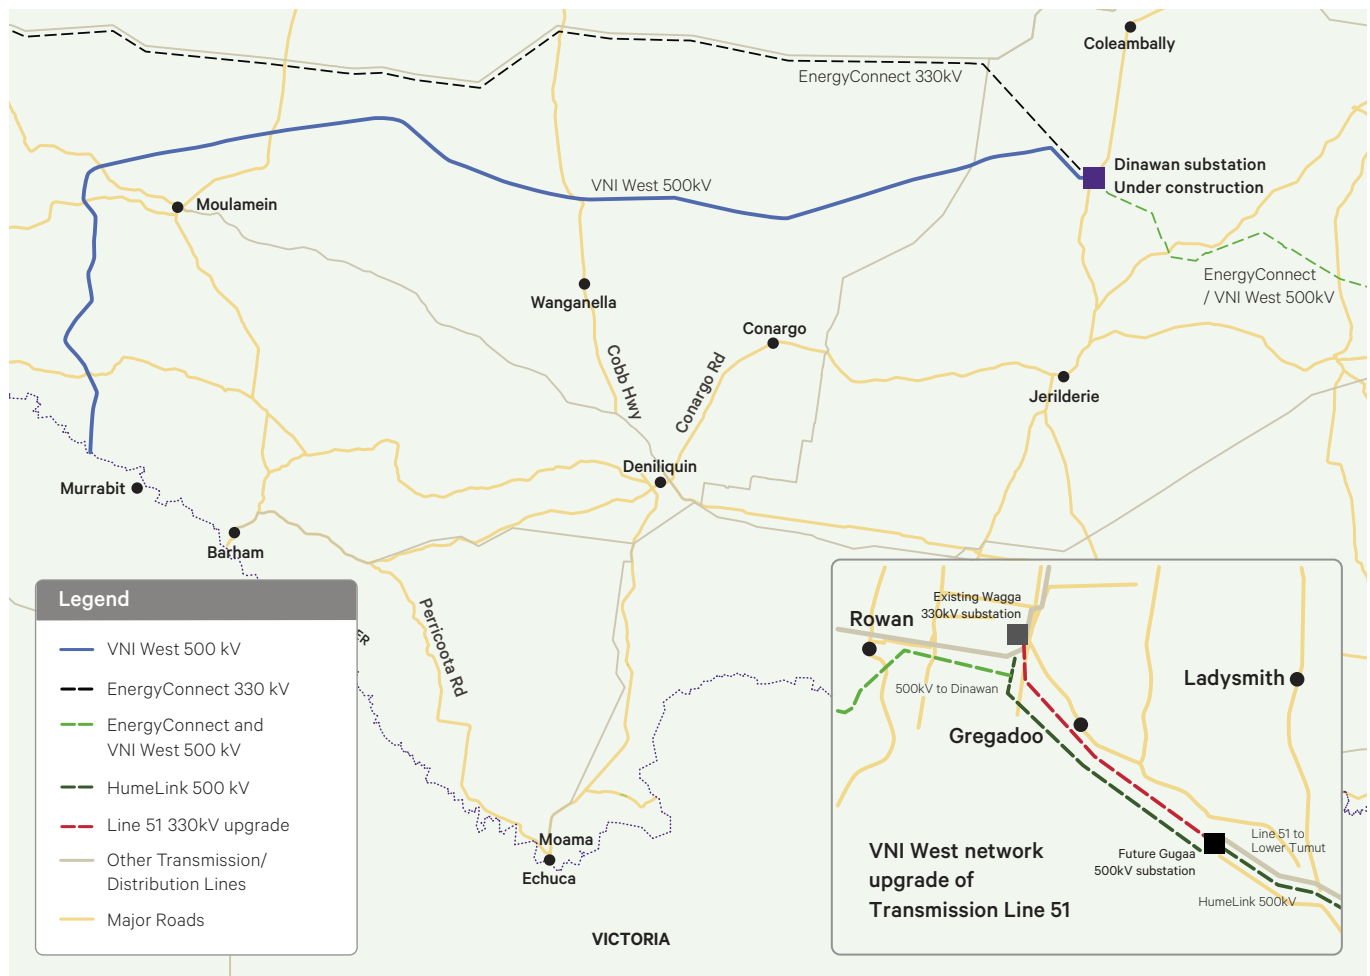 Coleambally
EnergyConnect 330kV
Dinawan substation
Under construction
VNI West 500kV
Moulamein
EnergyConnect
/ VNI West 500kV
Wanganella
Conargo
Cobb Hwy
Conargo Rd
Jerilderie
Deniliquin
Murrabit
Barham
Perricoota Rd
Moama
Echuca
VICTORIA
Legend
VNI West 500 kV
EnergyConnect 330 kV
EnergyConnect and
VNI West 500 kV
HumeLink 500 kV
Line 51 330kV upgrade
Other Transmission/
Distribution Lines
Major Roads
Existing Wagga
330kV substation
Rowan
Ladysmith
500kV to Dinawan
Gregadoo
Line 51 to
Lower Tumut
Future Gugaa
500kV substation
HumeLink 500kV
VNI West network
upgrade of
Transmission Line 51